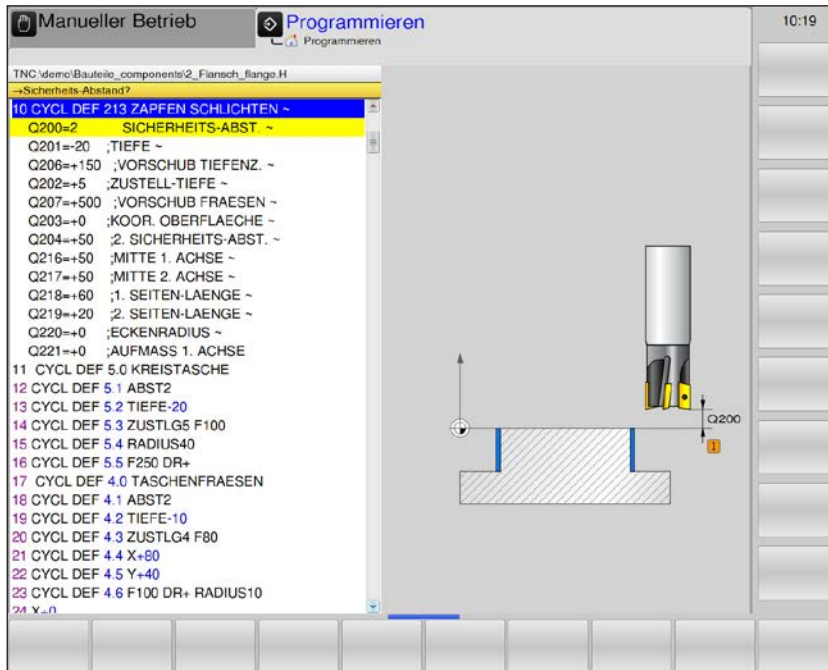 Manueller Betrieb
Programmieren
Programmieren
10:19
TNC:\demo\Bauteile_components\2_Flansch_flange.H
→Sicherheits-Abstand?
10 CYCL DEF 213 ZAPFEN SCHLICHTEN ~
Q200=2 SICHERHEITS-ABST. ~
Q201=-20 ;TIEFE ~
Q206=+150 ;VORSCHUB TIEFENZ. ~
Q202=+5 ;ZUSTELL-TIEFE ~
Q207=+500 ;VORSCHUB FRAESEN ~
Q203=+0 ;KOOR. OBERFLAECHE ~
Q204=+50 ;2. SICHERHEITS-ABST. ~
Q216=+50 ;MITTE 1. ACHSE ~
Q217=+50 ;MITTE 2. ACHSE ~
Q218=+60 ;1. SEITEN-LAENGE ~
Q219=+20 ;2. SEITEN-LAENGE ~
Q220=+0 ;ECKENRADIUS ~
Q221=+0 ;AUFMASS 1. ACHSE
11 CYCL DEF 5.0 KREISTASCHE
12 CYCL DEF 5.1 ABST2
13 CYCL DEF 5.2 TIEFE-20
14 CYCL DEF 5.3 ZUSTLG5 F100
15 CYCL DEF 5.4 RADIUS40
16 CYCL DEF 5.5 F250 DR+
17 CYCL DEF 4.0 TASCHENFRAESEN
18 CYCL DEF 4.1 ABST2
19 CYCL DEF 4.2 TIEFE-10
20 CYCL DEF 4.3 ZUSTLG4 F80
21 CYCL DEF 4.4 X+80
22 CYCL DEF 4.5 Y+40
23 CYCL DEF 4.6 F100 DR+ RADIUS10
24 X+0
Q200
I